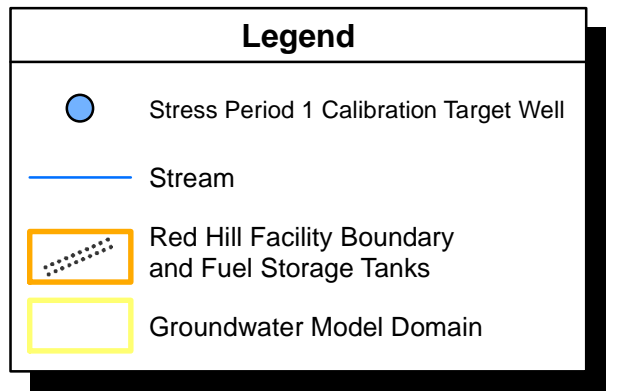 Legend
Stress Period 1 Calibration Target Well
Stream
Red Hill Facility Boundary
and Fuel Storage Tanks
Groundwater Model Domain